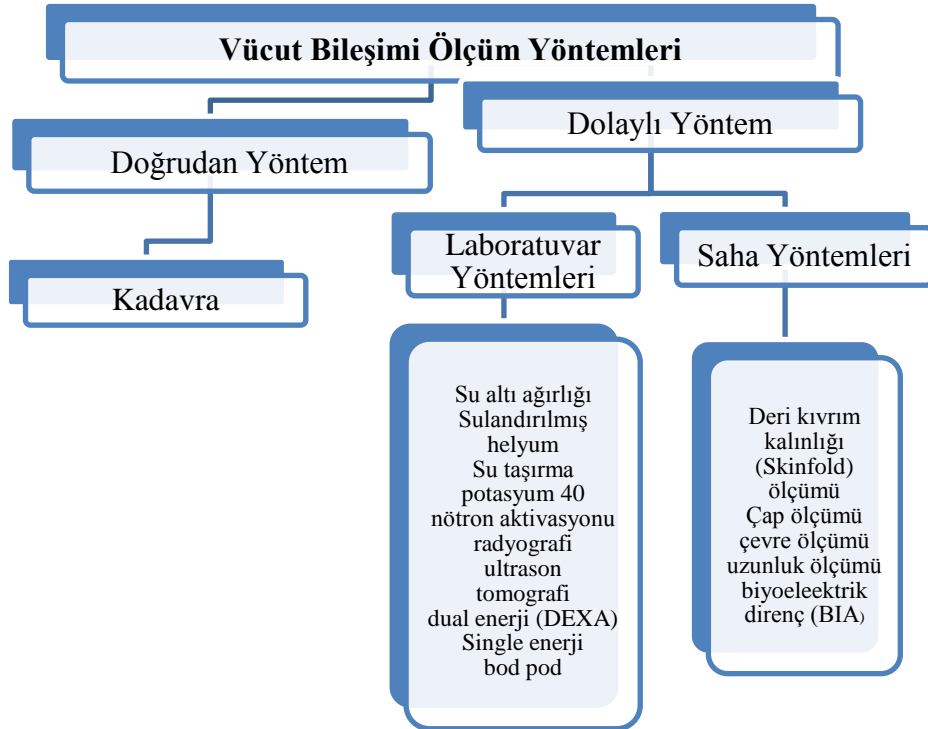 Vücut Bileşimi Ölçüm Yöntemleri
Doğrudan Yöntem
Kadavra
Dolaylı Yöntem
Laboratuvar
Yöntemleri
Su altı ağırlığı
Sulandırılmış
helyum
Su taşırma
potasyum 40
nötron aktivasyonu
radyografi
ultrason
tomografi
dual enerji (DEXA)
Single enerji
bod pod
Saha Yöntemleri
Deri kıvrım
kalınlığı
(Skinfold)
ölçümü
Çap ölçümü
çevre ölçümü
uzunluk ölçümü
biyoeleektrik
direnç (BIA)